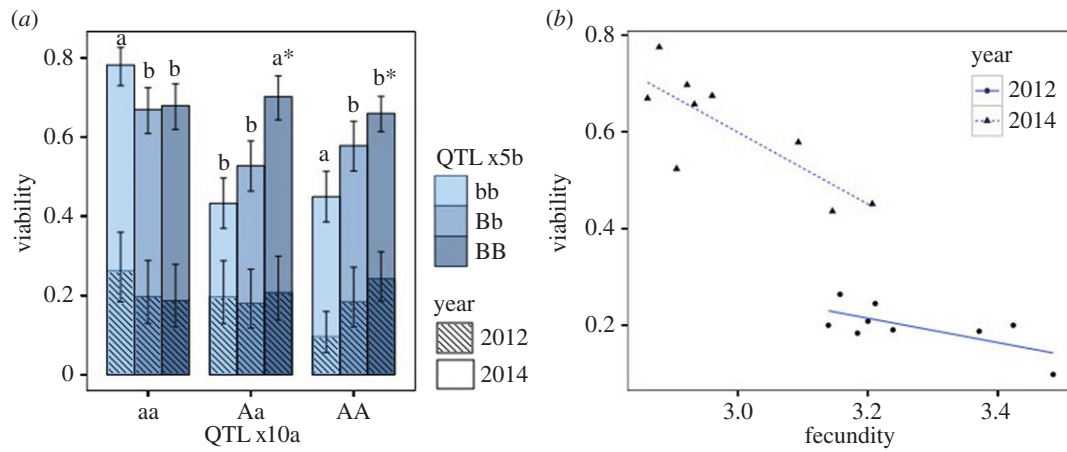 (a)
a
b
b
b
b
a*
a
b
b*
0.8
0.6
0.4
0.2
0
viability
aa
Aa
AA
QTL x10a
QTL x5b
bb
Bb
BB
year
2012
2014
(b)
0.8
0.6
0.4
0.2
viability
3.0
3.2
3.4
fecundity
year
2012
2014